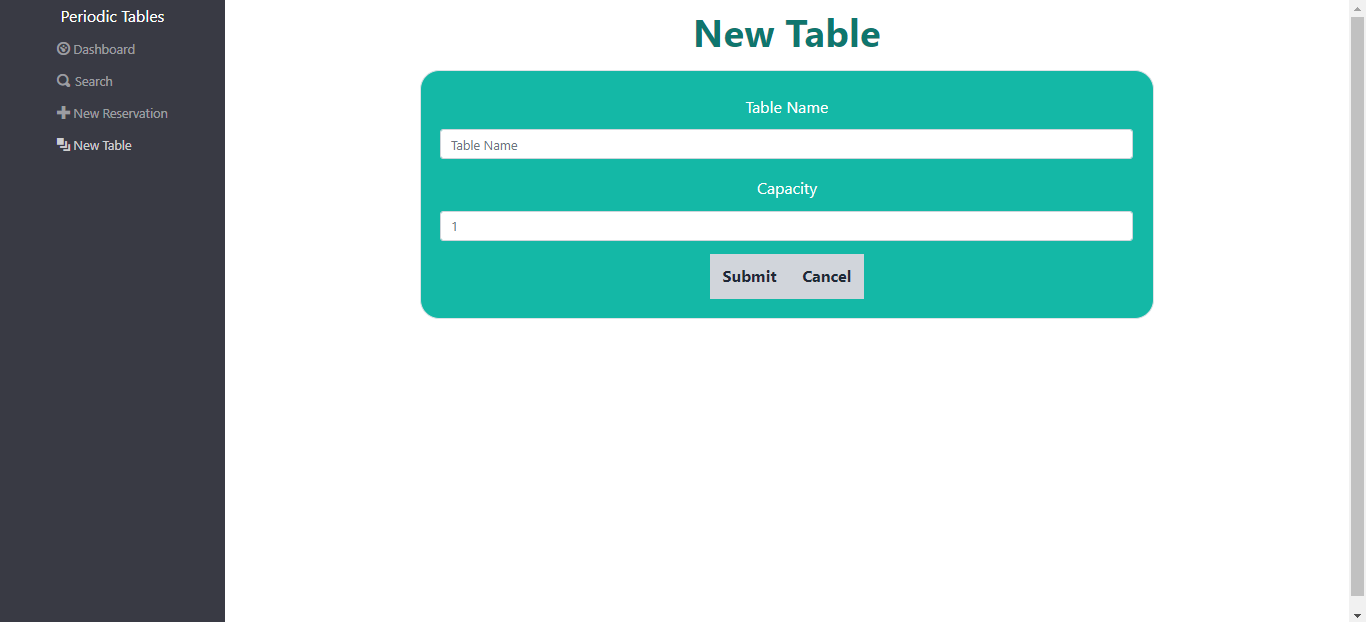 Periodic Tables
Dashboard
Search
New Reservation
New Table
New Table
Table Name
Table Name
Capacity
1
Submit Cancel